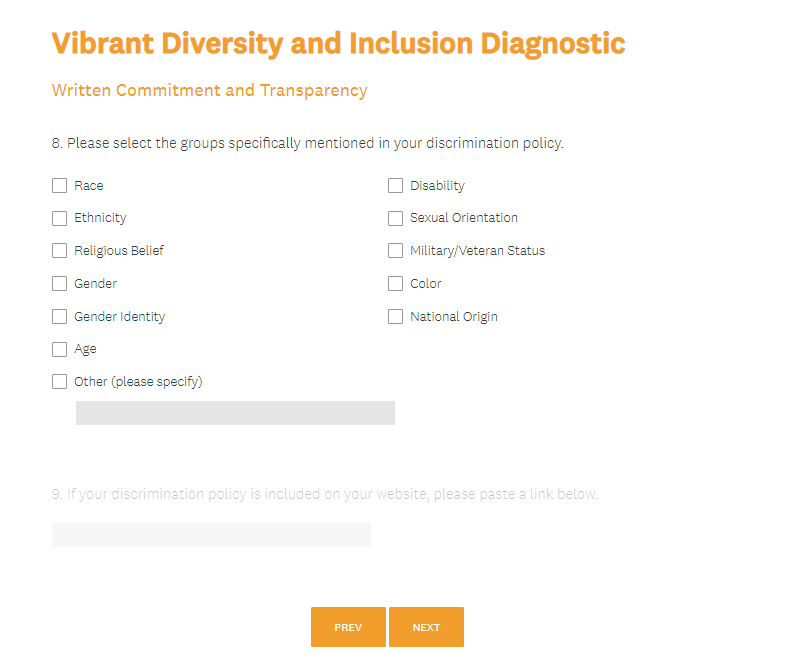 Vibrant Diversity and Inclusion Diagnostic
Written Commitment and Transparency
8. Please select the groups specifically mentioned in your discrimination policy.
Race
Ethnicity
Religious Belief
Gender
Gender Identity
Age
Other (please specify)
Disability
Sexual Orientation
Military/Veteran Status
Color
National Origin
9. If your discrimination policy is included on your website, please paste a link below.
PREV
NEXT